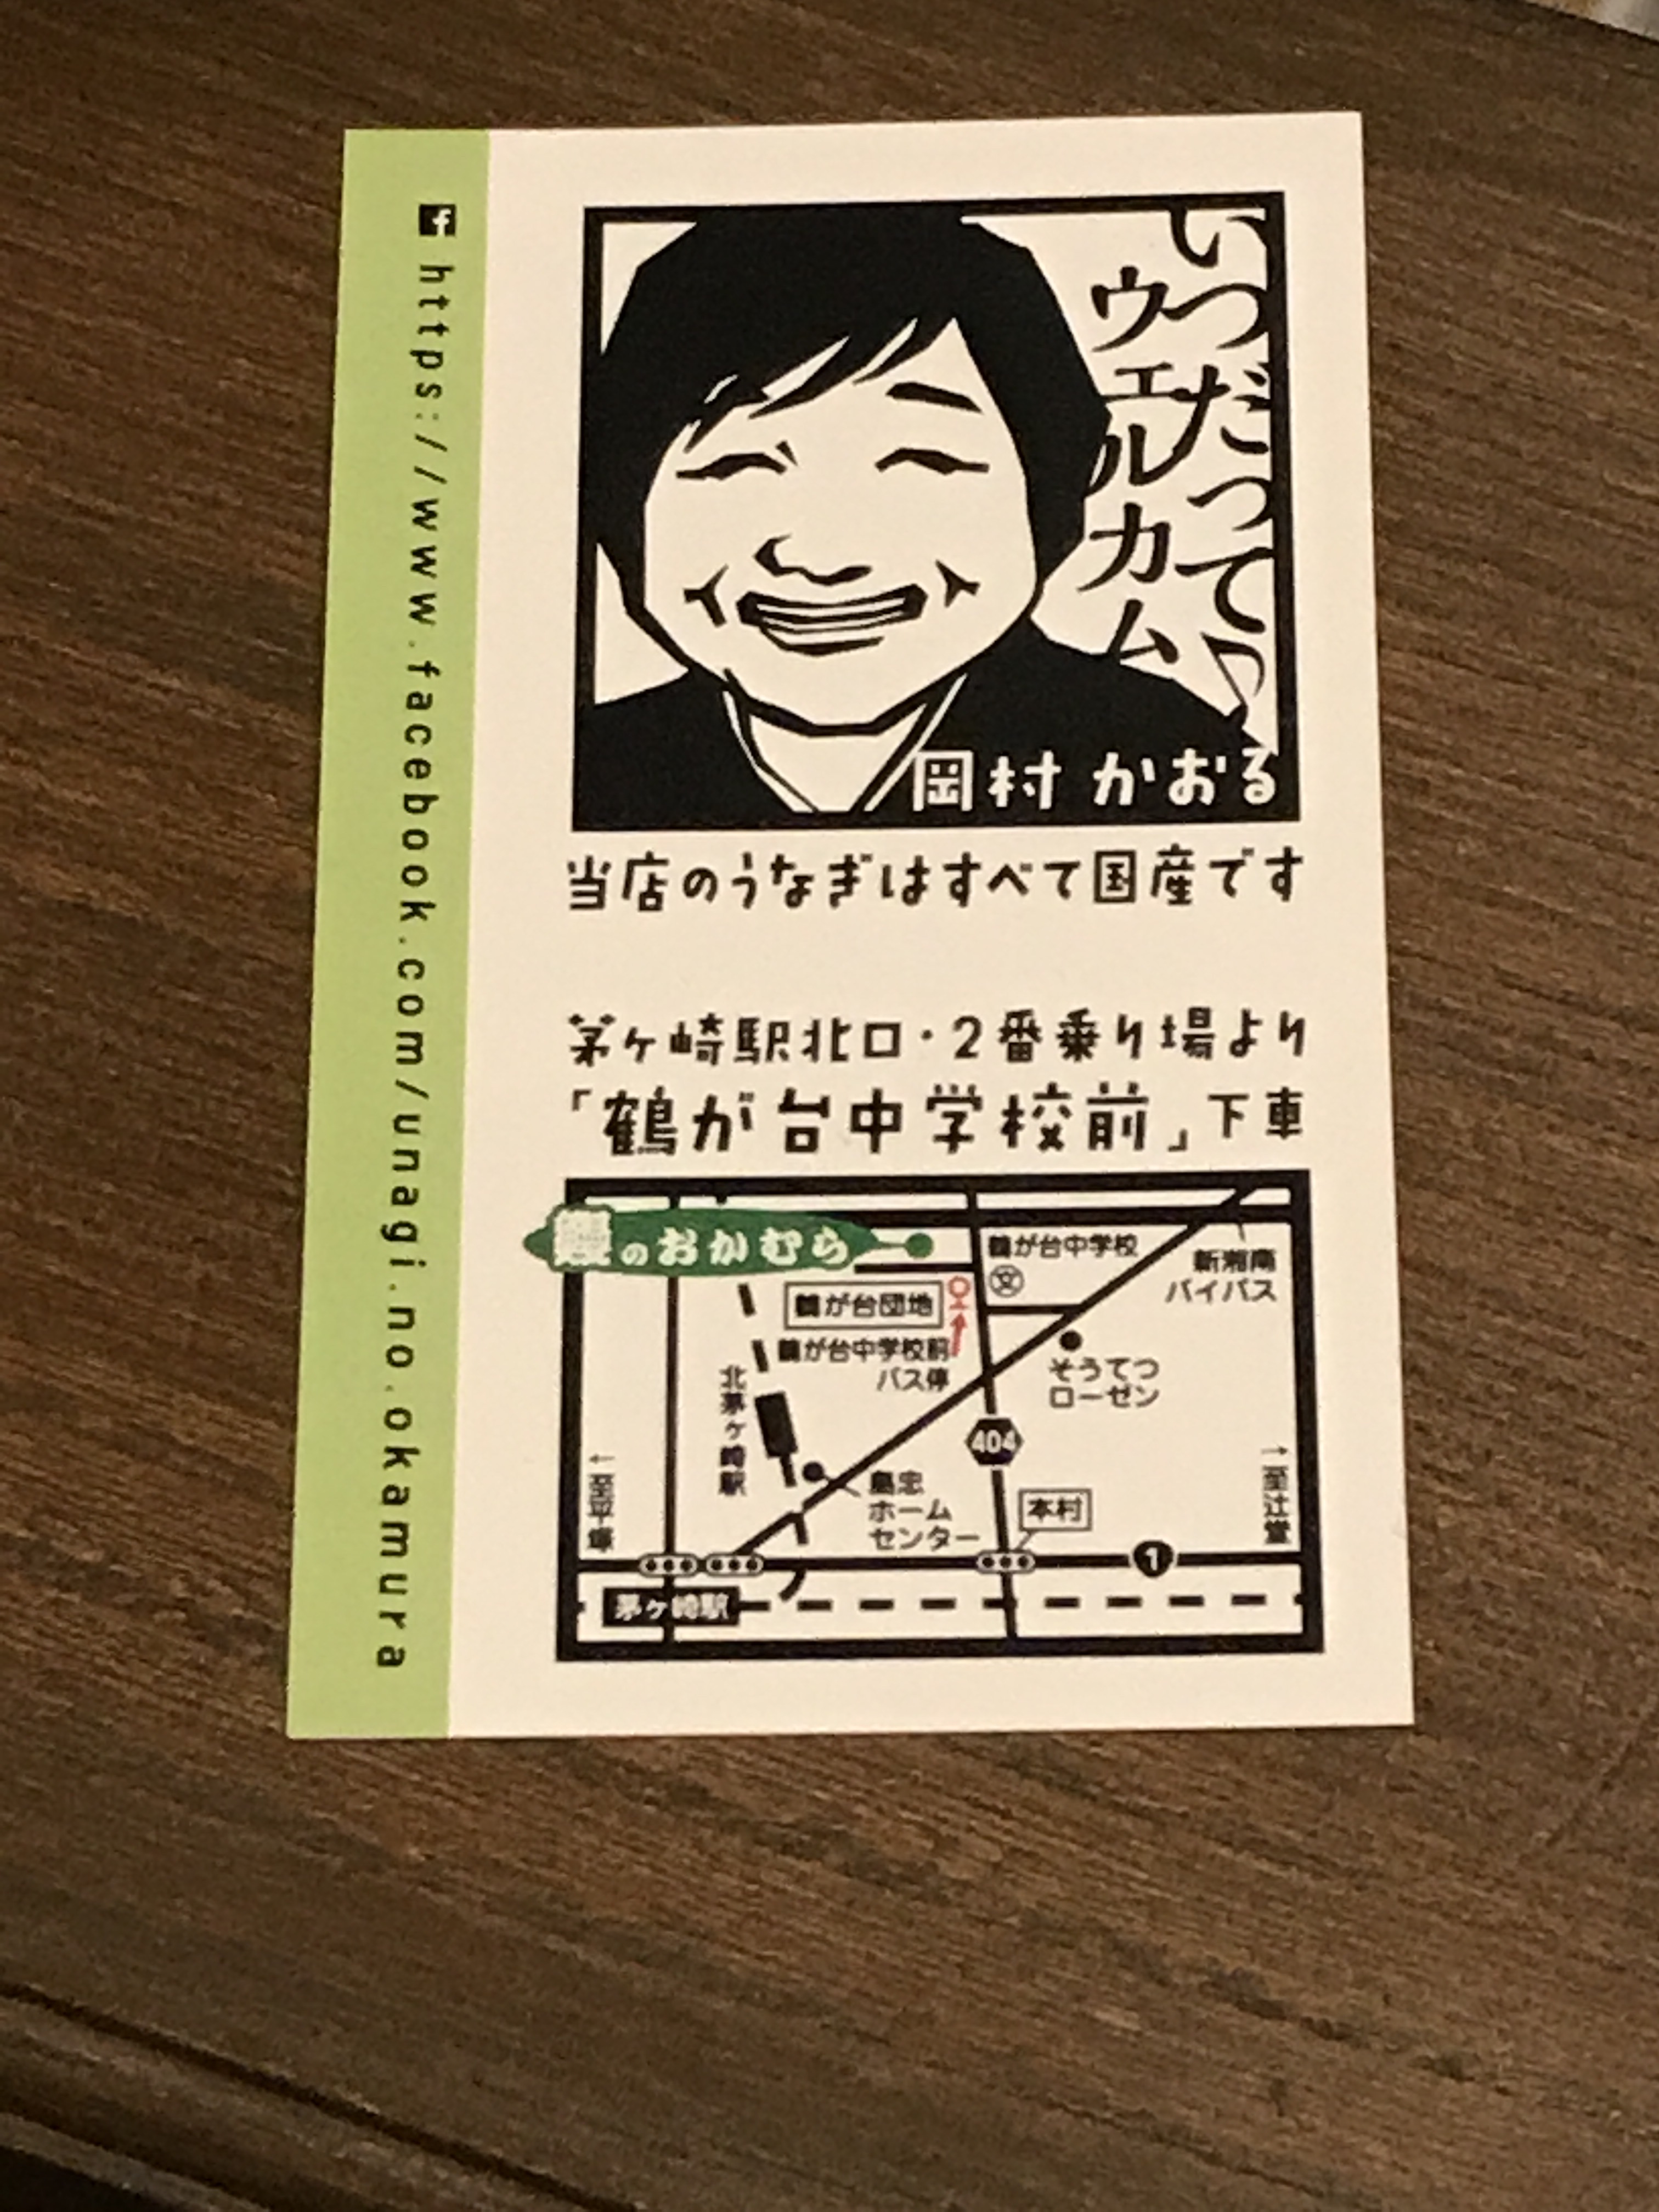 いつだって♪
ウェルカム
岡村 かおる
当店のうなぎはすべて国産です
茅ヶ崎駅北口・2番乗り場より
「鶴が台中学校前」下車
鰻のおかむら
鶴が台中学校
文
新湘南
バイパス
鶴が台団地
鶴が台中学校前
バス停
そうてつ
ローゼン
北茅ヶ崎駅
404
島忠
ホーム
センター
本村
←至平塚
→至辻堂
1
茅ヶ崎駅
f https://www.facebook.com/unagi.no.okamura